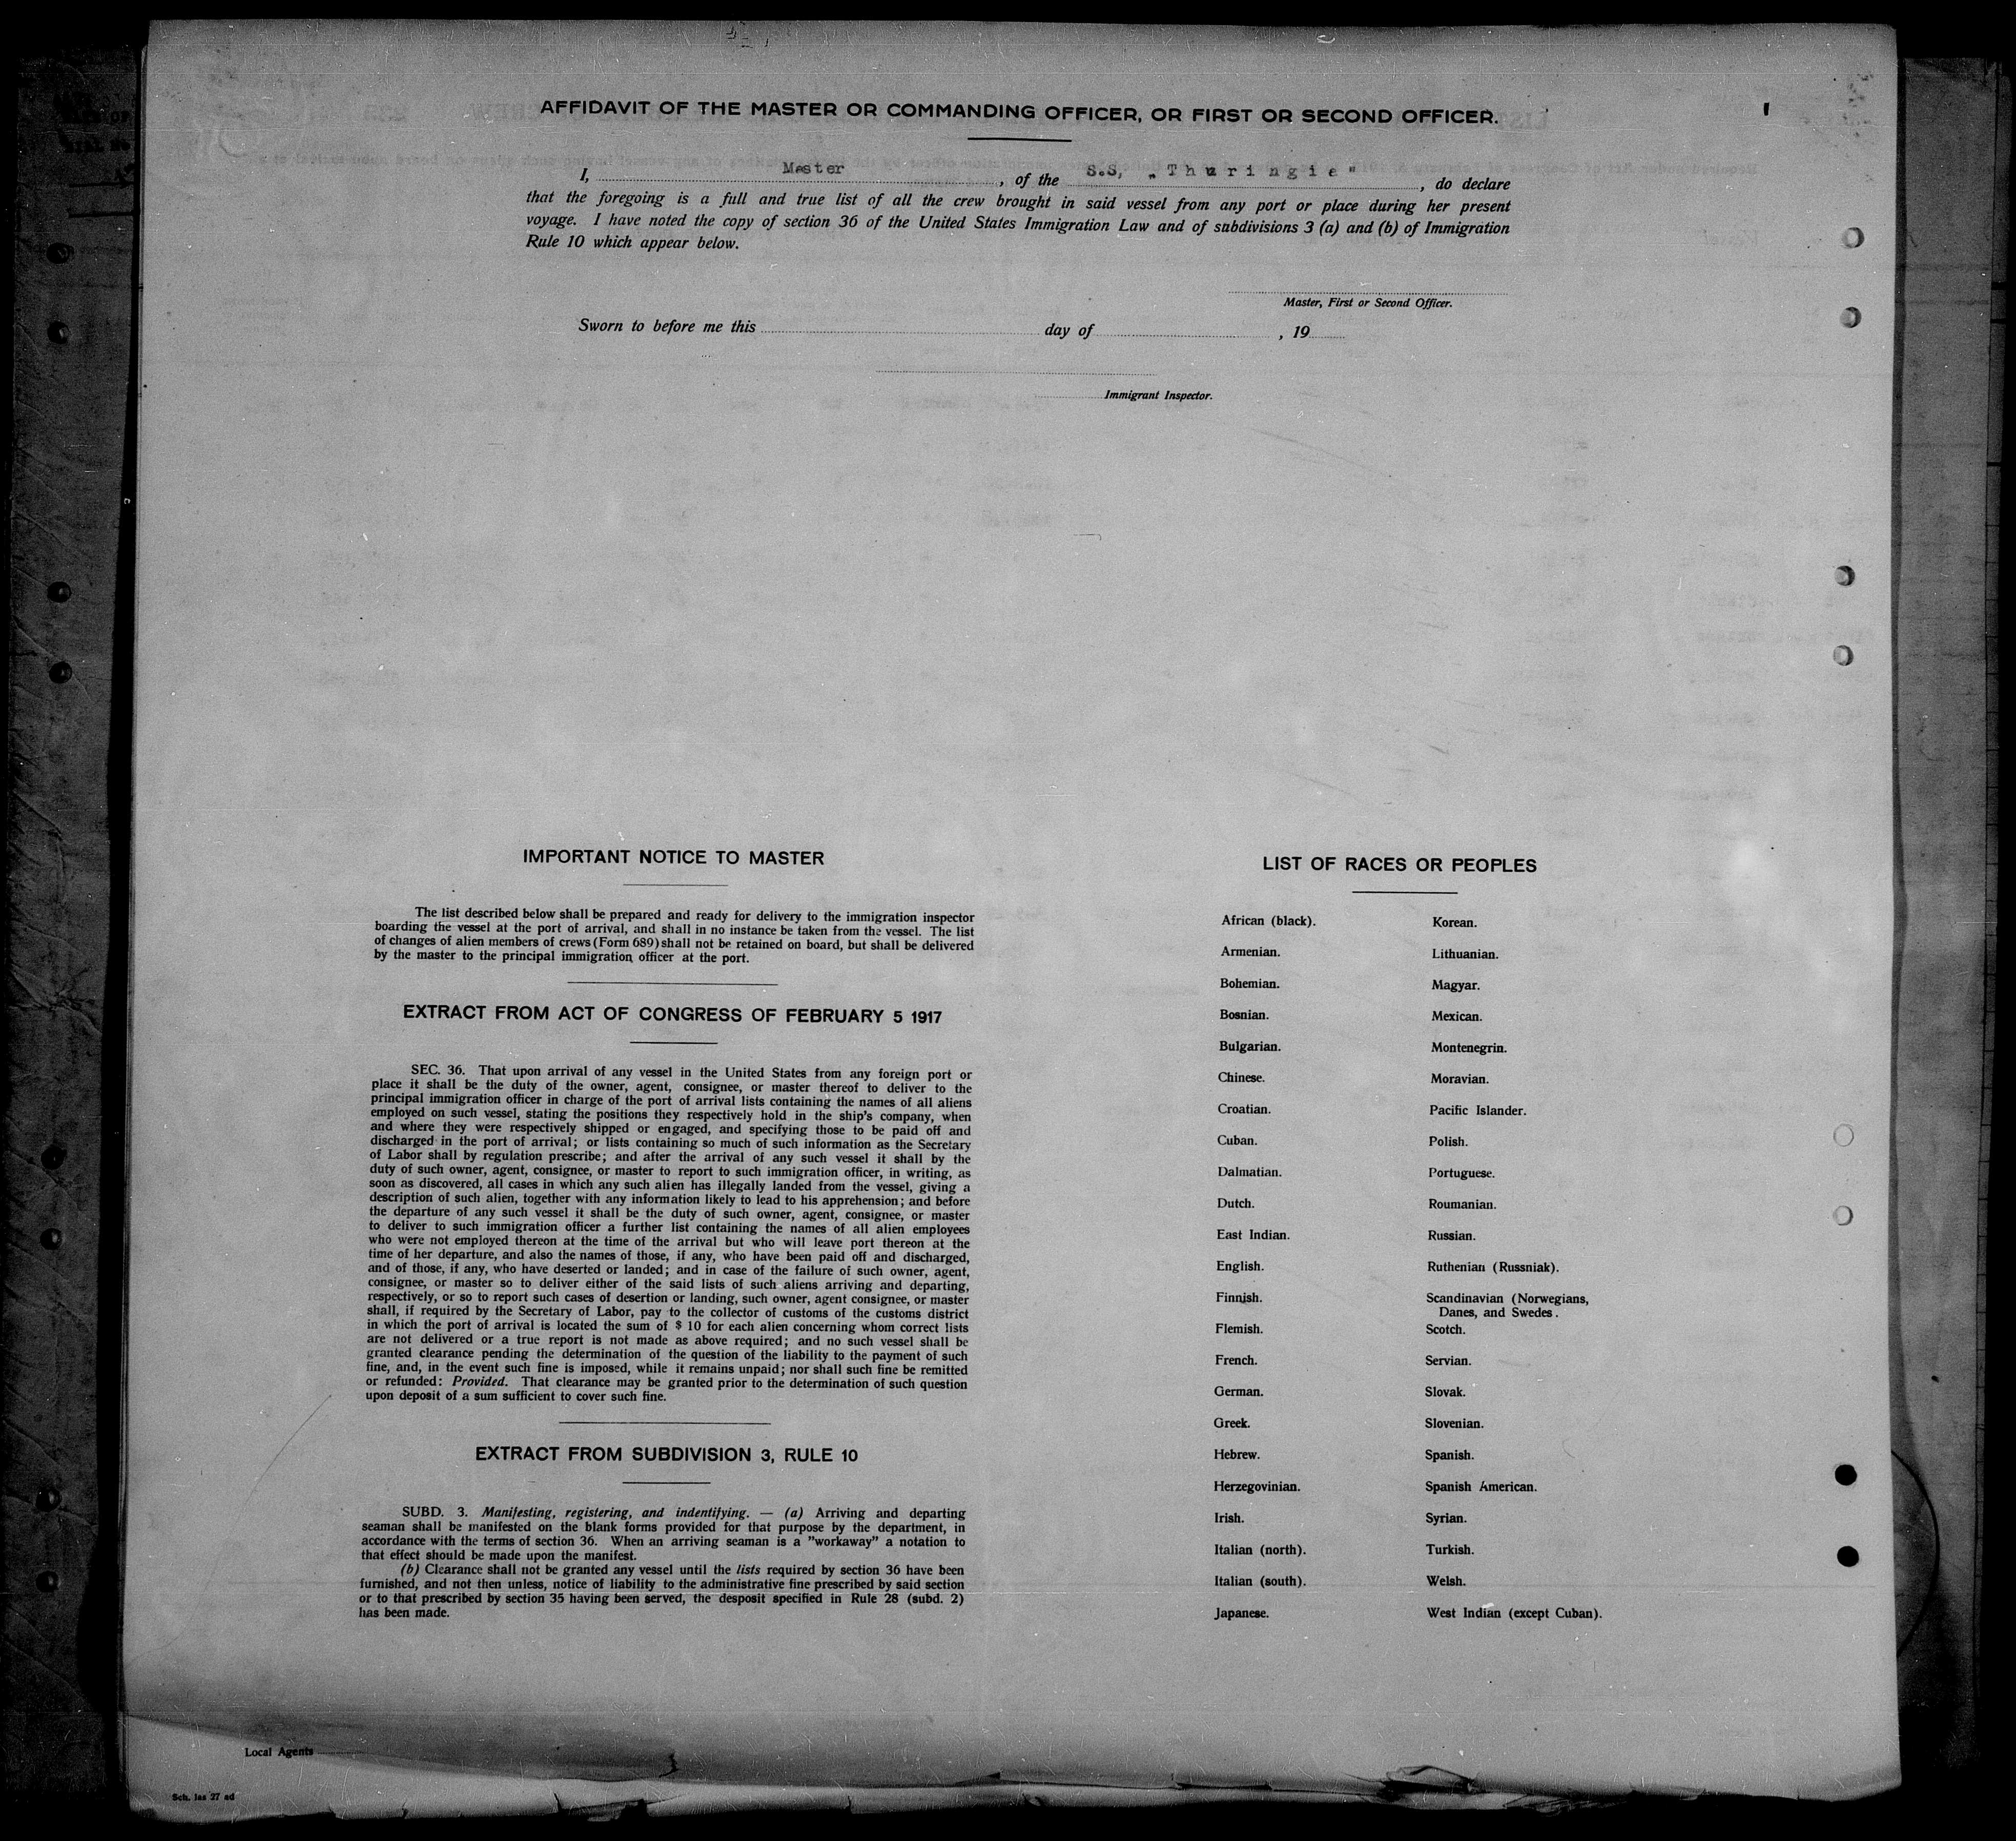 AFFIDAVIT OF THE MASTER OR COMMANDING OFFICER, OR FIRST OR SECOND OFFICER.
I, Master, of the S.S, „Thuringia", do declare
that the foregoing is a full and true list of all the crew brought in said vessel from any port or place during her present
voyage. I have noted the copy of section 36 of the United States Immigration Law and of subdivisions 3 (a) and (b) of Immigration
Rule 10 which appear below.
Master, First or Second Officer.
Sworn to before me this day of , 19
Immigrant Inspector.
IMPORTANT NOTICE TO MASTER
The list described below shall be prepared and ready for delivery to the immigration inspector
boarding the vessel at the port of arrival, and shall in no instance be taken from the vessel. The list
of changes of alien members of crews (Form 689) shall not be retained on board, but shall be delivered
by the master to the principal immigration officer at the port.
EXTRACT FROM ACT OF CONGRESS OF FEBRUARY 5 1917
SEC. 36. That upon arrival of any vessel in the United States from any foreign port or
place it shall be the duty of the owner, agent, consignee, or master thereof to deliver to the
principal immigration officer in charge of the port of arrival lists containing the names of all aliens
employed on such vessel, stating the positions they respectively hold in the ship's company, when
and where they were respectively shipped or engaged, and specifying those to be paid off and
discharged in the port of arrival; or lists containing so much of such information as the Secretary
of Labor shall by regulation prescribe; and after the arrival of any such vessel it shall by the
duty of such owner, agent, consignee, or master to report to such immigration officer, in writing, as
soon as discovered, all cases in which any such alien has illegally landed from the vessel, giving a
description of such alien, together with any information likely to lead to his apprehension; and before
the departure of any such vessel it shall be the duty of such owner, agent, consignee, or master
to deliver to such immigration officer a further list containing the names of all alien employees
who were not employed thereon at the time of the arrival but who will leave port thereon at the
time of her departure, and also the names of those, if any, who have been paid off and discharged,
and of those, if any, who have deserted or landed; and in case of the failure of such owner, agent,
consignee, or master so to deliver either of the said lists of such aliens arriving and departing,
respectively, or so to report such cases of desertion or landing, such owner, agent consignee, or master
shall, if required by the Secretary of Labor, pay to the collector of customs of the customs district
in which the port of arrival is located the sum of $ 10 for each alien concerning whom correct lists
are not delivered or a true report is not made as above required; and no such vessel shall be
granted clearance pending the determination of the question of the liability to the payment of such
fine, and, in the event such fine is imposed, while it remains unpaid; nor shall such fine be remitted
or refunded: Provided. That clearance may be granted prior to the determination of such question
upon deposit of a sum sufficient to cover such fine.
EXTRACT FROM SUBDIVISION 3, RULE 10
SUBD. 3. Manifesting, registering, and indentifying. — (a) Arriving and departing
seaman shall be manifested on the blank forms provided for that purpose by the department, in
accordance with the terms of section 36. When an arriving seaman is a "workaway" a notation to
that effect should be made upon the manifest.
(b) Clearance shall not be granted any vessel until the lists required by section 36 have been
furnished, and not then unless, notice of liability to the administrative fine prescribed by said section
or to that prescribed by section 35 having been served, the desposit specified in Rule 28 (subd. 2)
has been made.
LIST OF RACES OR PEOPLES
African (black).
Armenian.
Bohemian.
Bosnian.
Bulgarian.
Chinese.
Croatian.
Cuban.
Dalmatian.
Dutch.
East Indian.
English.
Finnish.
Flemish.
French.
German.
Greek.
Hebrew.
Herzegovinian.
Irish.
Italian (north).
Italian (south).
Japanese.
Korean.
Lithuanian.
Magyar.
Mexican.
Montenegrin.
Moravian.
Pacific Islander.
Polish.
Portuguese.
Roumanian.
Russian.
Ruthenian (Russniak).
Scandinavian (Norwegians,
Danes, and Swedes.
Scotch.
Servian.
Slovak.
Slovenian.
Spanish.
Spanish American.
Syrian.
Turkish.
Welsh.
West Indian (except Cuban).
Local Agents
Sch. las 27 ad